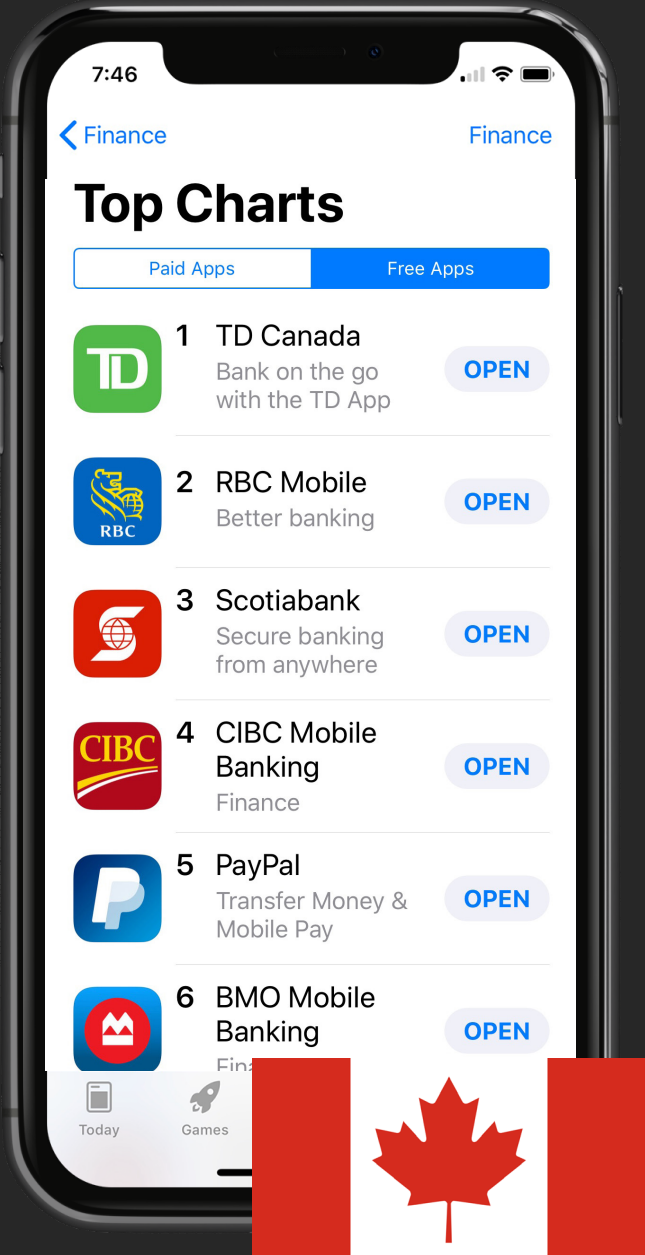 7:46
Finance
Finance
Top Charts
Paid Apps
Free Apps
TD
1
TD Canada
Bank on the go
with the TD App
OPEN
RBC
2
RBC Mobile
Better banking
OPEN
3
Scotiabank
Secure banking
from anywhere
OPEN
CIBC
4
CIBC Mobile
Banking
Finance
OPEN
5
PayPal
Transfer Money &
Mobile Pay
OPEN
6
BMO Mobile
Banking
OPEN
Today
Games